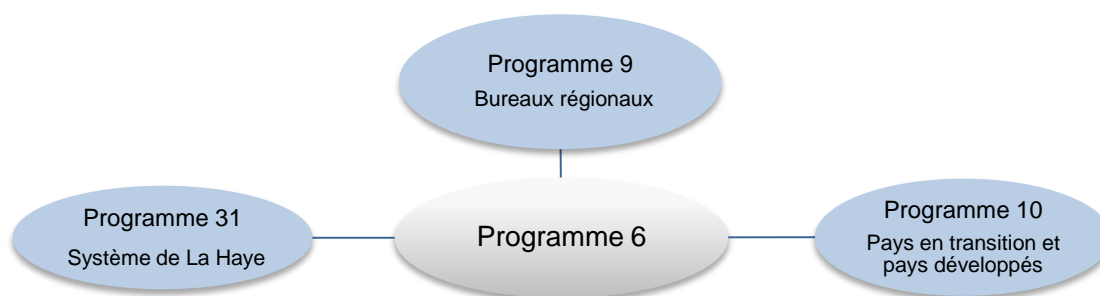 Programme 9
Bureaux régionaux
Programme 31
Système de La Haye
Programme 6
Programme 10
Pays en transition et
pays développés